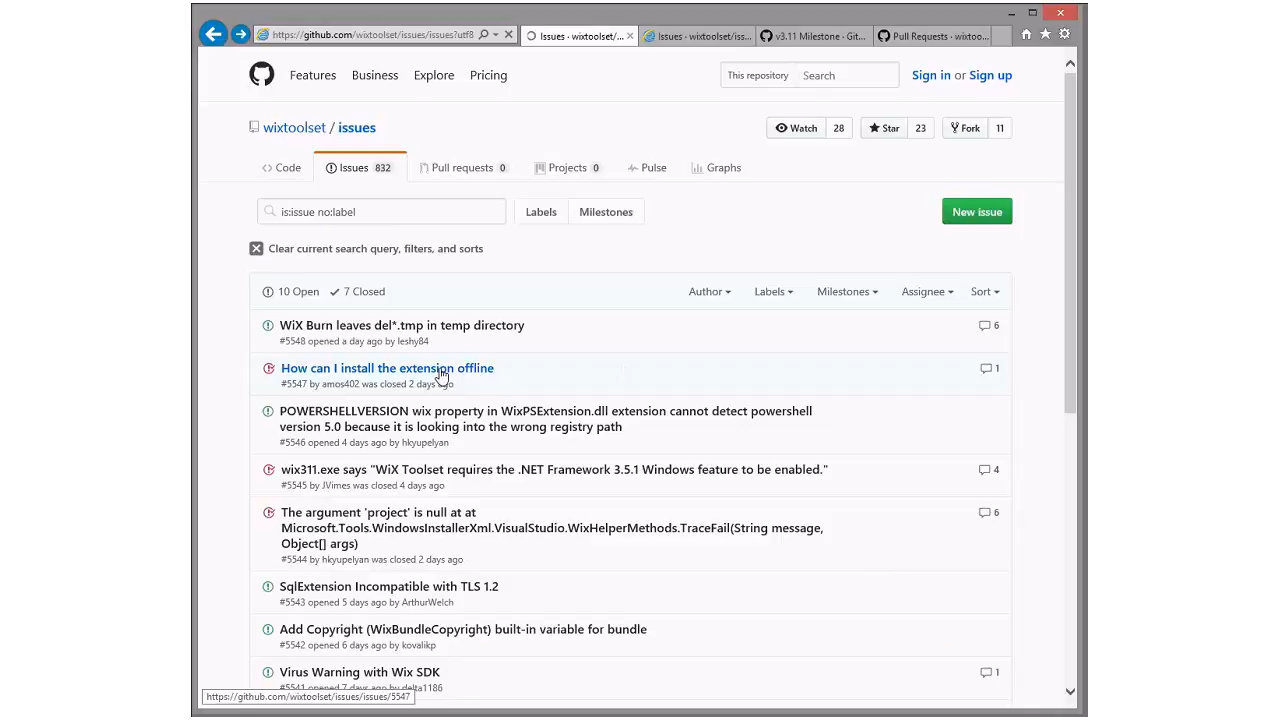 https://github.com/wixtoolset/issues/issues?utf8
Issues · wixtoolset/...
Issues · wixtoolset/iss...
v3.11 Milestone · Git...
Pull Requests · wixtoo...
Features Business Explore Pricing
This repository Search
Sign in or Sign up
wixtoolset / issues
Watch 28
Star 23
Fork 11
Code
Issues 832
Pull requests 0
Projects 0
Pulse
Graphs
is:issue no:label
Labels
Milestones
New issue
Clear current search query, filters, and sorts
10 Open 7 Closed
Author Labels Milestones Assignee Sort
WiX Burn leaves del*.tmp in temp directory 6
#5548 opened a day ago by leshy84
How can I install the extension offline 1
#5547 by amos402 was closed 2 days ago
POWERSHELLVERSION wix property in WixPSExtension.dll extension cannot detect powershell
version 5.0 because it is looking into the wrong registry path
#5546 opened 4 days ago by hkyupelyan
wix311.exe says "WiX Toolset requires the .NET Framework 3.5.1 Windows feature to be enabled." 4
#5545 by JVimes was closed 4 days ago
The argument 'project' is null at at 6
Microsoft.Tools.WindowsInstallerXml.VisualStudio.WixHelperMethods.TraceFail(String message,
Object[] args)
#5544 by hkyupelyan was closed 2 days ago
SqlExtension Incompatible with TLS 1.2
#5543 opened 5 days ago by ArthurWelch
Add Copyright (WixBundleCopyright) built-in variable for bundle
#5542 opened 6 days ago by kovalikp
Virus Warning with Wix SDK 1
#5541 opened 7 days ago by delta1186
https://github.com/wixtoolset/issues/issues/5547